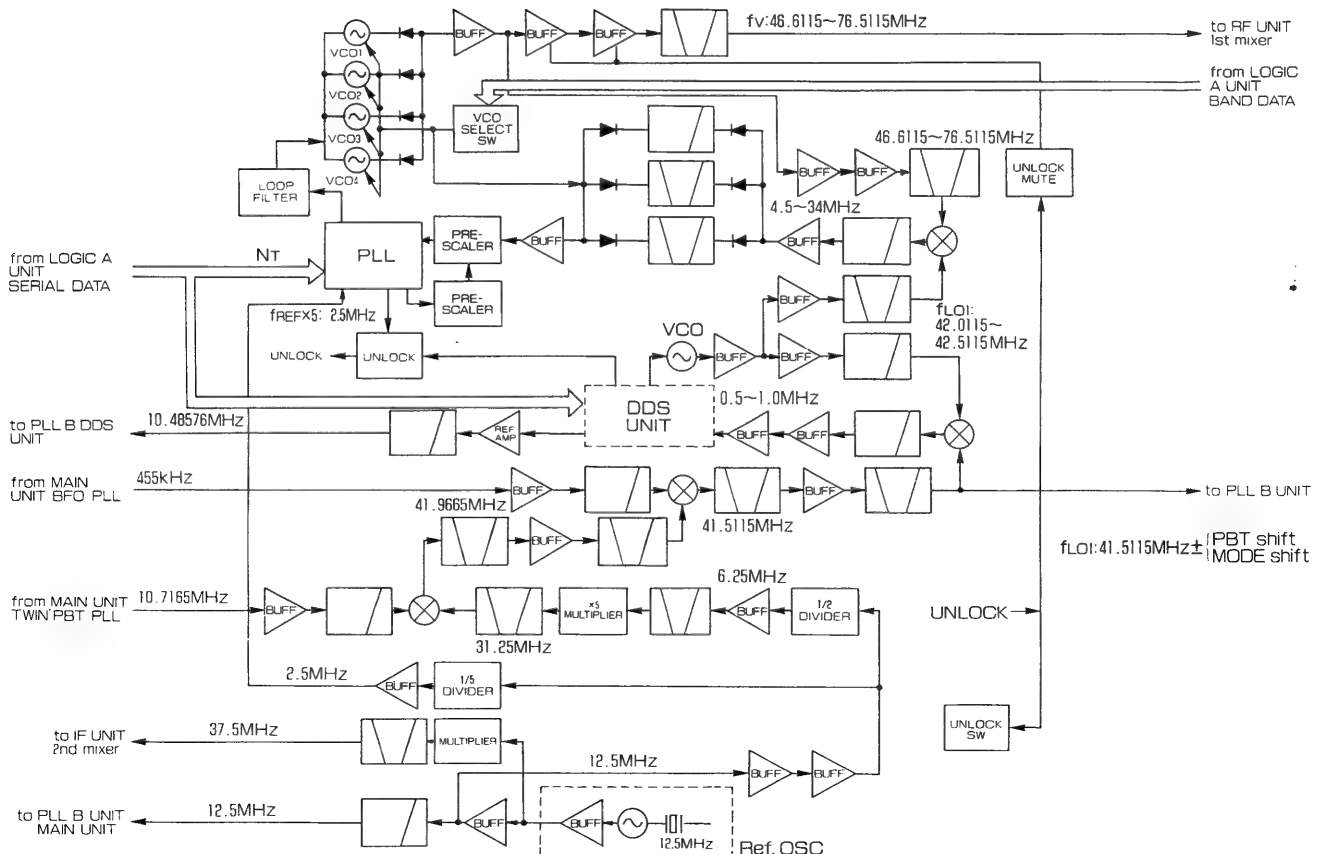 BUFF
BUFF
BUFF
fv:46.6115~76.5115MHz
to RF UNIT
1st mixer
VCO1
VCO2
VCO3
VCO4
from LOGIC
A UNIT
BAND DATA
VCO
SELECT
SW
46.6115~76.5115MHz
BUFF
BUFF
UNLOCK
MUTE
LOOP
FILTER
4.5~34MHz
PRE-
SCALER
BUFF
BUFF
from LOGIC A
UNIT
SERIAL DATA
NT
PLL
PRE-
SCALER
BUFF
fREF×5: 2.5MHz
fLO1:
42.0115~
42.5115MHz
VCO
BUFF
BUFF
UNLOCK
UNLOCK
DDS
UNIT
0.5~1.0MHz
to PLL B DDS
UNIT
10.48576MHz
REF
AMP
BUFF
BUFF
from MAIN
UNIT BFO PLL
455kHz
BUFF
BUFF
to PLL B UNIT
41.9665MHz
41.5115MHz
BUFF
fLO1:41.5115MHz±
PBT shift
MODE shift
from MAIN UNIT
TWIN PBT PLL
10.7165MHz
BUFF
×5
MULTIPLIER
6.25MHz
BUFF
1/2
DIVIDER
UNLOCK
31.25MHz
2.5MHz
BUFF
1/5
DIVIDER
to IF UNIT
2nd mixer
37.5MHz
MULTIPLIER
UNLOCK
SW
12.5MHz
BUFF
BUFF
to PLL B UNIT
MAIN UNIT
12.5MHz
BUFF
BUFF
12.5MHz
Ref. OSC